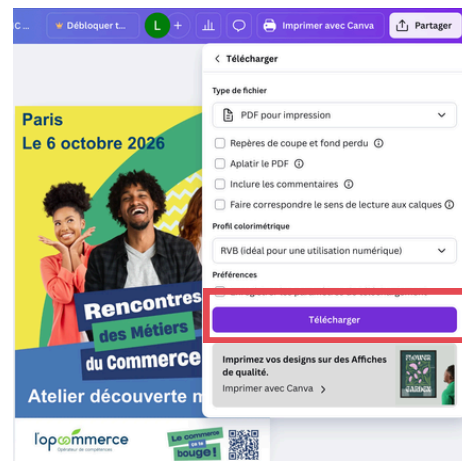 C ...
Débloquer t...
L
+
Imprimer avec Canva
Partager
Télécharger
Type de fichier
PDF pour impression
Repères de coupe et fond perdu
Aplatir le PDF
Inclure les commentaires
Faire correspondre le sens de lecture aux calques
Profil colorimétrique
RVB (idéal pour une utilisation numérique)
Préférences
Télécharger
Imprimez vos designs sur des Affiches
de qualité.
Imprimer avec Canva
FLOWER
GARDEN
Paris
Le 6 octobre 2026
Rencontres
des Métiers
du Commerce
Atelier découverte m
l'opcommerce
Opérateur de compétences
Le commerce
ça
bouge!